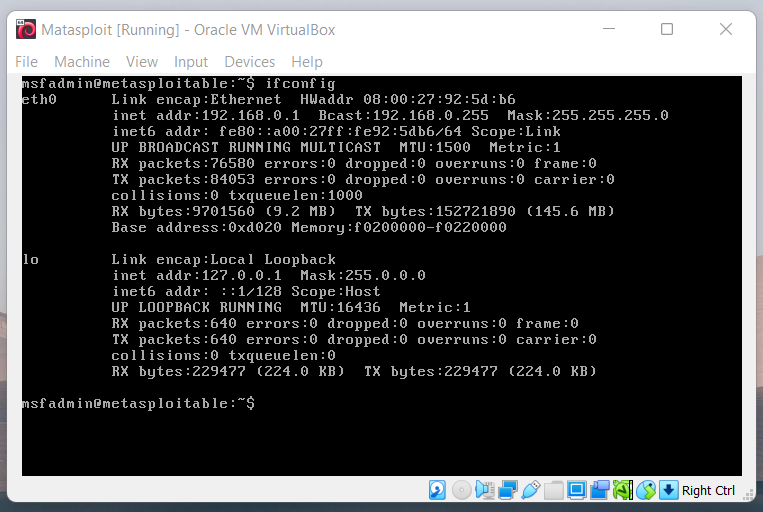 Matasploit [Running] - Oracle VM VirtualBox
File Machine View Input Devices Help
msfadmin@metasploitable:~$ ifconfig
eth0      Link encap:Ethernet  HWaddr 08:00:27:92:5d:b6
          inet addr:192.168.0.1  Bcast:192.168.0.255  Mask:255.255.255.0
          inet6 addr: fe80::a00:27ff:fe92:5db6/64 Scope:Link
          UP BROADCAST RUNNING MULTICAST  MTU:1500  Metric:1
          RX packets:76580 errors:0 dropped:0 overruns:0 frame:0
          TX packets:84053 errors:0 dropped:0 overruns:0 carrier:0
          collisions:0 txqueuelen:1000
          RX bytes:9701560 (9.2 MB)  TX bytes:152721890 (145.6 MB)
          Base address:0xd020 Memory:f0200000-f0220000
lo        Link encap:Local Loopback
          inet addr:127.0.0.1  Mask:255.0.0.0
          inet6 addr: ::1/128 Scope:Host
          UP LOOPBACK RUNNING  MTU:16436  Metric:1
          RX packets:640 errors:0 dropped:0 overruns:0 frame:0
          TX packets:640 errors:0 dropped:0 overruns:0 carrier:0
          collisions:0 txqueuelen:0
          RX bytes:229477 (224.0 KB)  TX bytes:229477 (224.0 KB)
msfadmin@metasploitable:~$
Right Ctrl